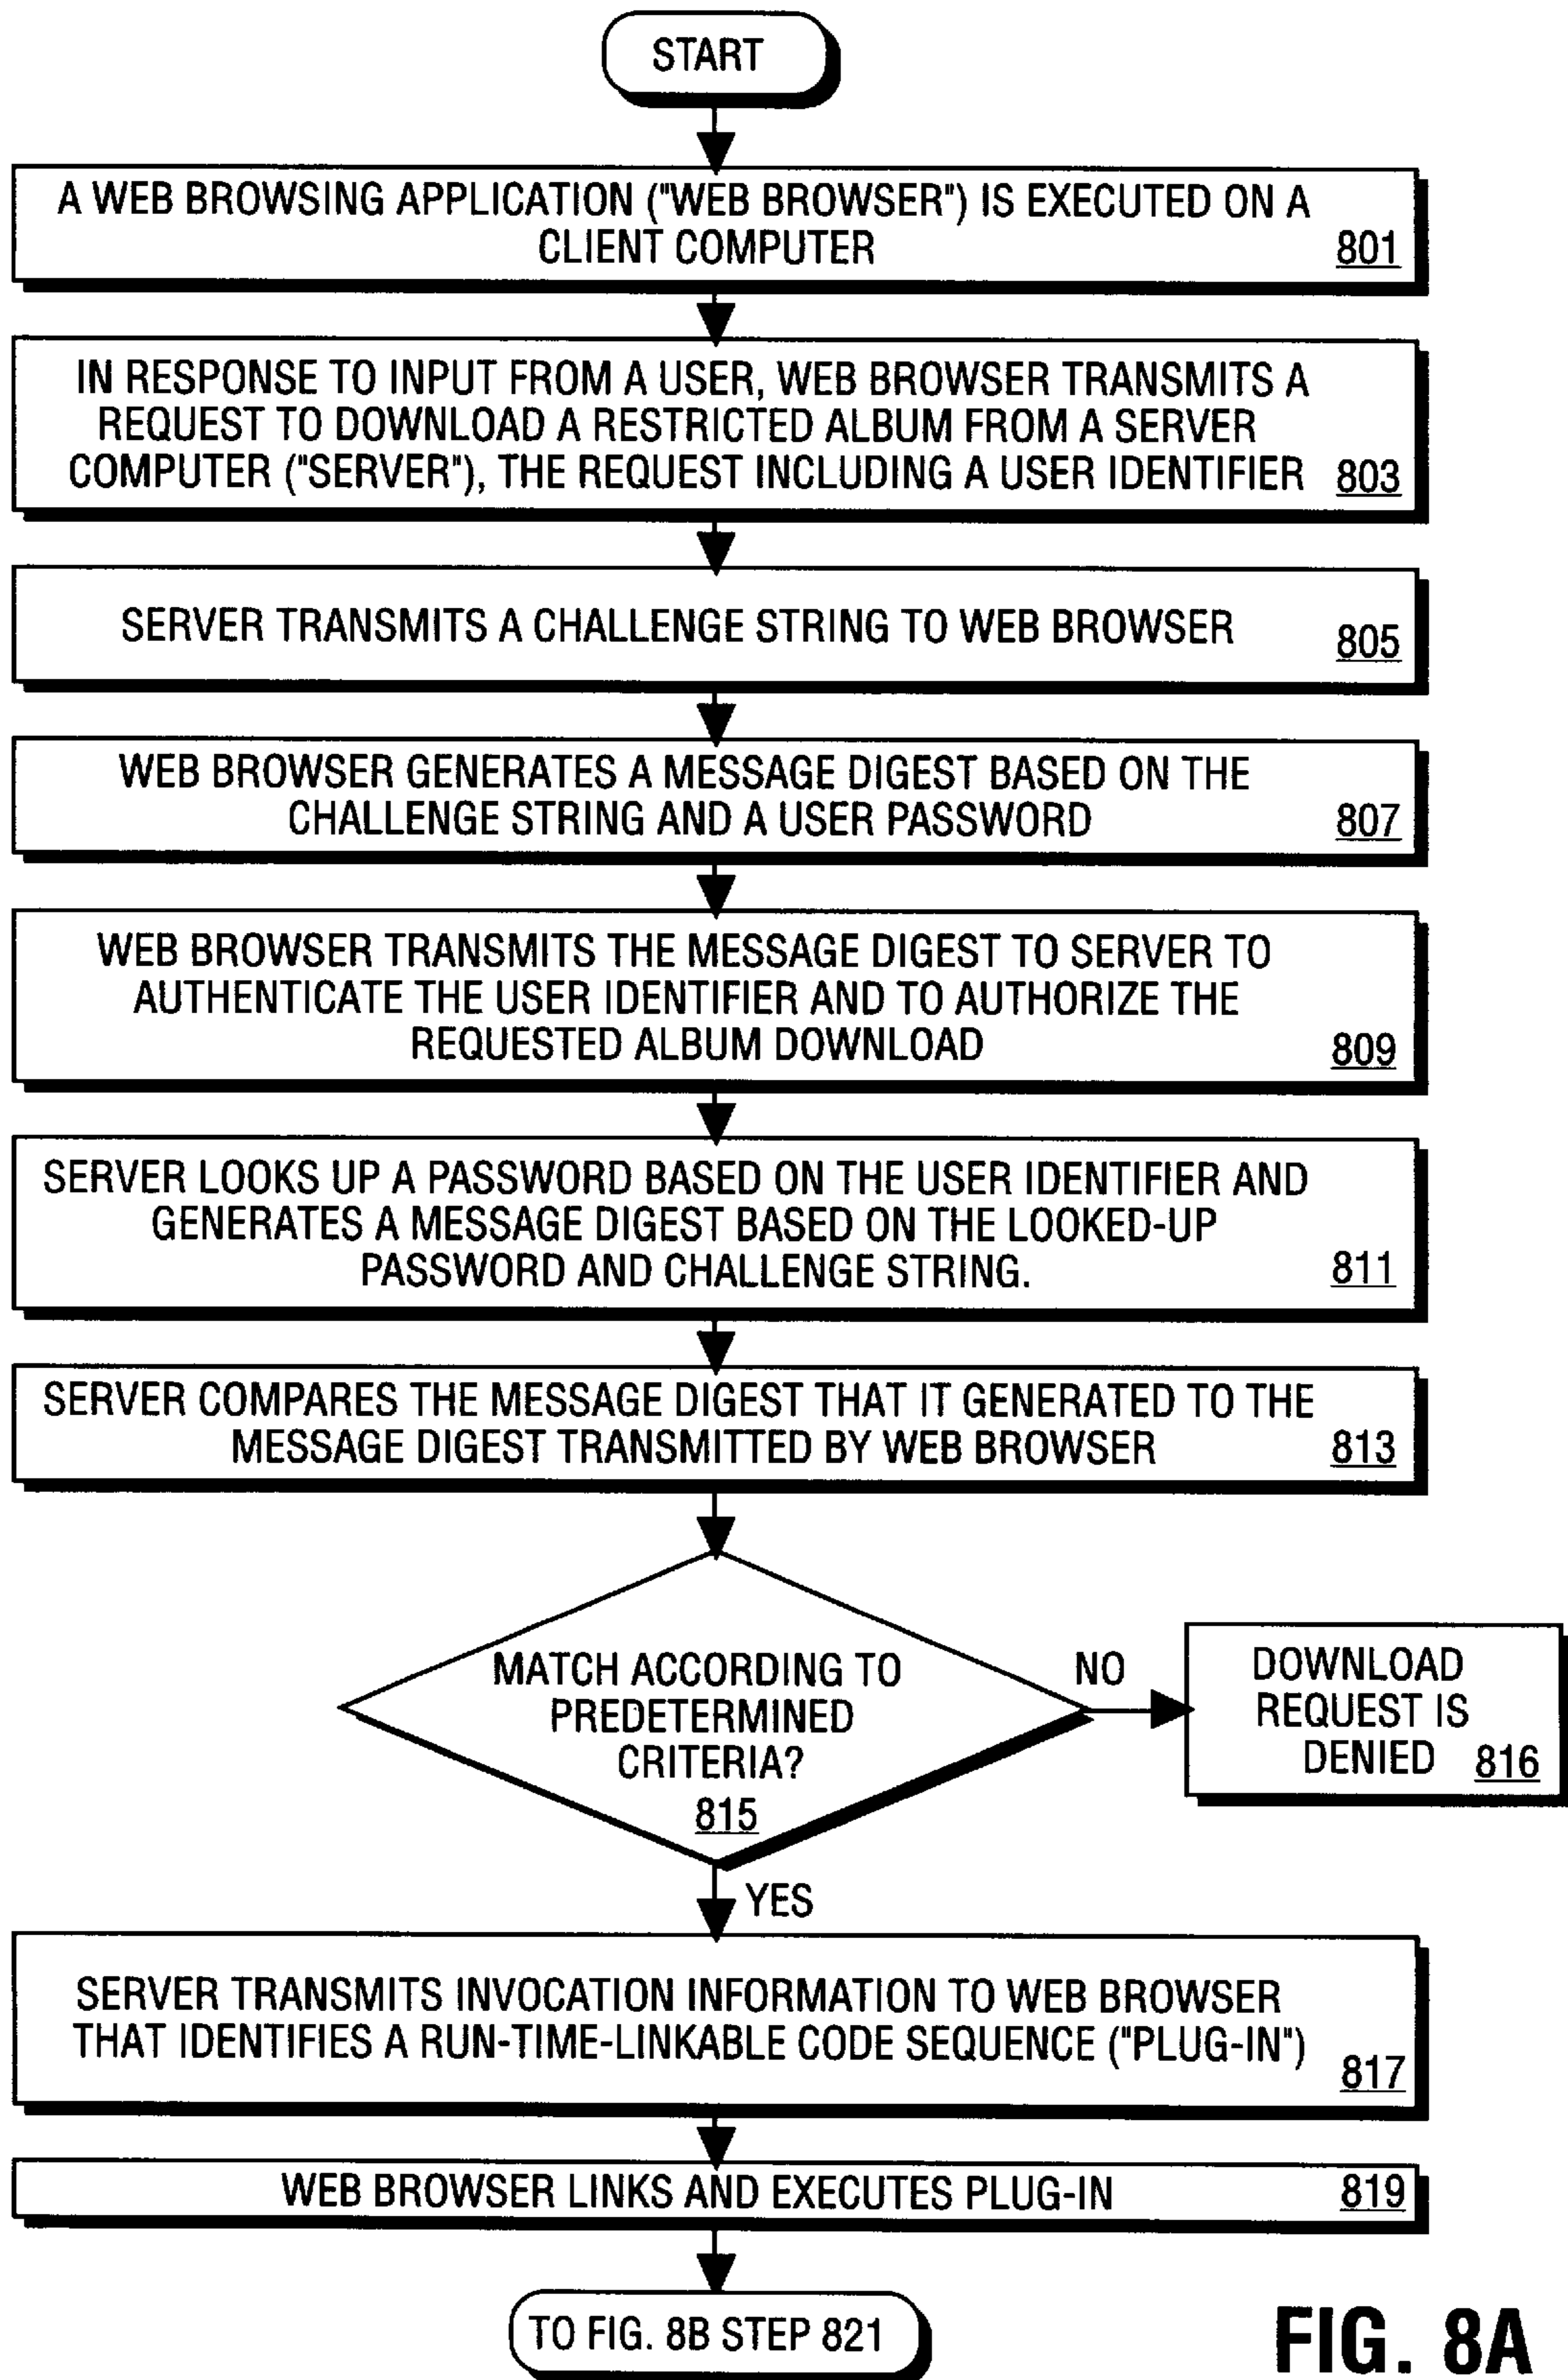 START
A WEB BROWSING APPLICATION ("WEB BROWSER") IS EXECUTED ON A
CLIENT COMPUTER
801
IN RESPONSE TO INPUT FROM A USER, WEB BROWSER TRANSMITS A
REQUEST TO DOWNLOAD A RESTRICTED ALBUM FROM A SERVER
COMPUTER ("SERVER"), THE REQUEST INCLUDING A USER IDENTIFIER
803
SERVER TRANSMITS A CHALLENGE STRING TO WEB BROWSER
805
WEB BROWSER GENERATES A MESSAGE DIGEST BASED ON THE
CHALLENGE STRING AND A USER PASSWORD
807
WEB BROWSER TRANSMITS THE MESSAGE DIGEST TO SERVER TO
AUTHENTICATE THE USER IDENTIFIER AND TO AUTHORIZE THE
REQUESTED ALBUM DOWNLOAD
809
SERVER LOOKS UP A PASSWORD BASED ON THE USER IDENTIFIER AND
GENERATES A MESSAGE DIGEST BASED ON THE LOOKED-UP
PASSWORD AND CHALLENGE STRING.
811
SERVER COMPARES THE MESSAGE DIGEST THAT IT GENERATED TO THE
MESSAGE DIGEST TRANSMITTED BY WEB BROWSER
813
MATCH ACCORDING TO
PREDETERMINED
CRITERIA?
815
NO
DOWNLOAD
REQUEST IS
DENIED
816
YES
SERVER TRANSMITS INVOCATION INFORMATION TO WEB BROWSER
THAT IDENTIFIES A RUN-TIME-LINKABLE CODE SEQUENCE ("PLUG-IN")
817
WEB BROWSER LINKS AND EXECUTES PLUG-IN
819
TO FIG. 8B STEP 821
FIG. 8A